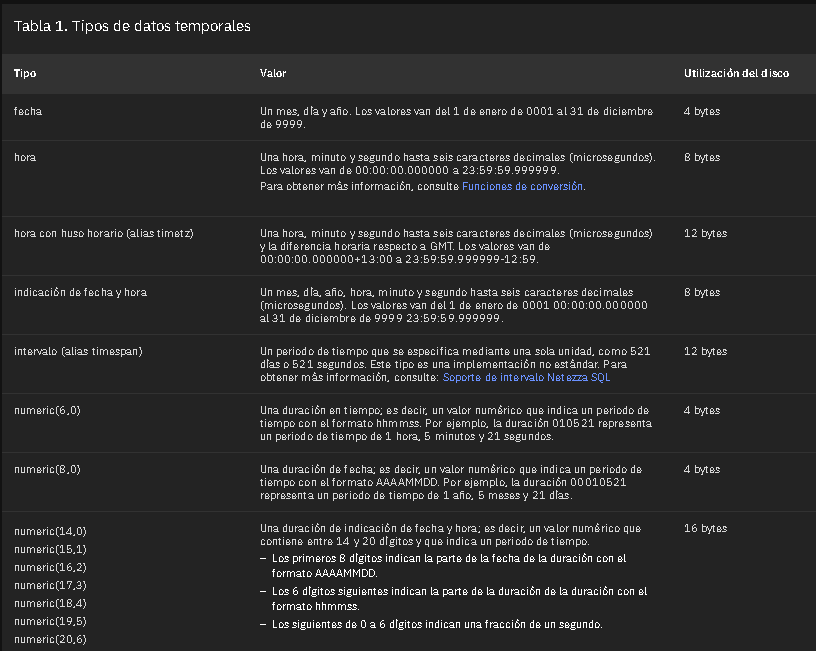 Tabla 1. Tipos de datos temporales
Tipo Valor Utilización del disco
fecha Un mes, día y año. Los valores van del 1 de enero de 0001 al 31 de diciembre 4 bytes
de 9999.
hora Una hora, minuto y segundo hasta seis caracteres decimales (microsegundos). 8 bytes
Los valores van de 00:00:00.000000 a 23:59:59.999999.
Para obtener más información, consulte Funciones de conversión.
hora con huso horario (alias timetz) Una hora, minuto y segundo hasta seis caracteres decimales (microsegundos) 12 bytes
y la diferencia horaria respecto a GMT. Los valores van de
00:00:00.000000+13:00 a 23:59:59.999999-12:59.
indicación de fecha y hora Un mes, día, año, hora, minuto y segundo hasta seis caracteres decimales 8 bytes
(microsegundos). Los valores van del 1 de enero de 0001 00:00:00.000000
al 31 de diciembre de 9999 23:59:59.999999.
intervalo (alias timespan) Un periodo de tiempo que se especifica mediante una sola unidad, como 521 12 bytes
días o 521 segundos. Este tipo es una implementación no estándar. Para
obtener más información, consulte: Soporte de intervalo Netezza SQL
numeric(6,0) Una duración en tiempo; es decir, un valor numérico que indica un periodo de 4 bytes
tiempo con el formato hhmmss. Por ejemplo, la duración 010521 representa
un periodo de tiempo de 1 hora, 5 minutos y 21 segundos.
numeric(8,0) Una duración de fecha; es decir, un valor numérico que indica un periodo de 4 bytes
tiempo con el formato AAAAMMDD. Por ejemplo, la duración 00010521
representa un periodo de tiempo de 1 año, 5 meses y 21 días.
numeric(14,0) Una duración de indicación de fecha y hora; es decir, un valor numérico que 16 bytes
numeric(15,1) contiene entre 14 y 20 dígitos y que indica un periodo de tiempo.
numeric(16,2) – Los primeros 8 dígitos indican la parte de la fecha de la duración con el
formato AAAAMMDD.
numeric(17,3) – Los 6 dígitos siguientes indican la parte de la duración de la duración con el
numeric(18,4) formato hhmmss.
numeric(19,5) – Los siguientes de 0 a 6 dígitos indican una fracción de un segundo.
numeric(20,6)